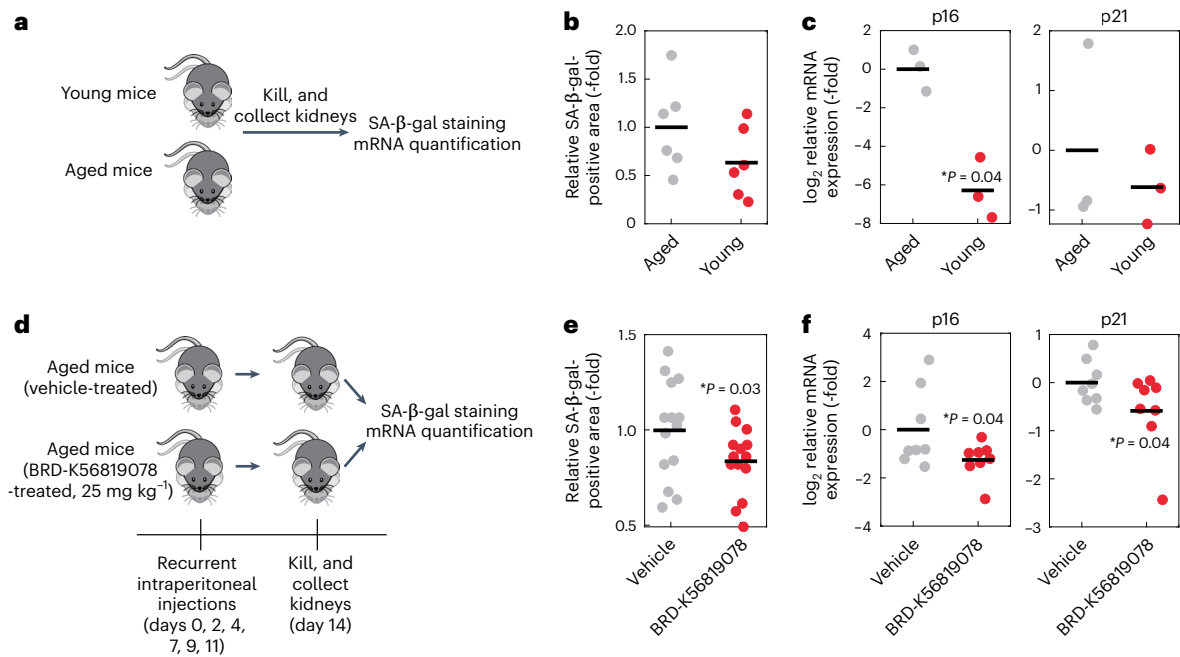 a
Young mice
Aged mice
Kill, and
collect kidneys
SA-β-gal staining
mRNA quantification
b
Relative SA-β-gal-
positive area (-fold)
2.0
1.5
1.0
0.5
0
Aged
Young
c
p16
log₂ relative mRNA
expression (-fold)
2
0
−2
−4
−6
−8
*P = 0.04
Aged
Young
p21
2
1
0
−1
Aged
Young
d
Aged mice
(vehicle-treated)
Aged mice
(BRD-K56819078
-treated, 25 mg kg⁻¹)
SA-β-gal staining
mRNA quantification
Recurrent
intraperitoneal
injections
(days 0, 2, 4,
7, 9, 11)
Kill, and
collect
kidneys
(day 14)
e
Relative SA-β-gal-
positive area (-fold)
1.5
1.0
0.5
*P = 0.03
Vehicle
BRD-K56819078
f
p16
log₂ relative mRNA
expression (-fold)
4
2
0
−2
−4
*P = 0.04
Vehicle
BRD-K56819078
p21
1
0
−1
−2
−3
*P = 0.04
Vehicle
BRD-K56819078